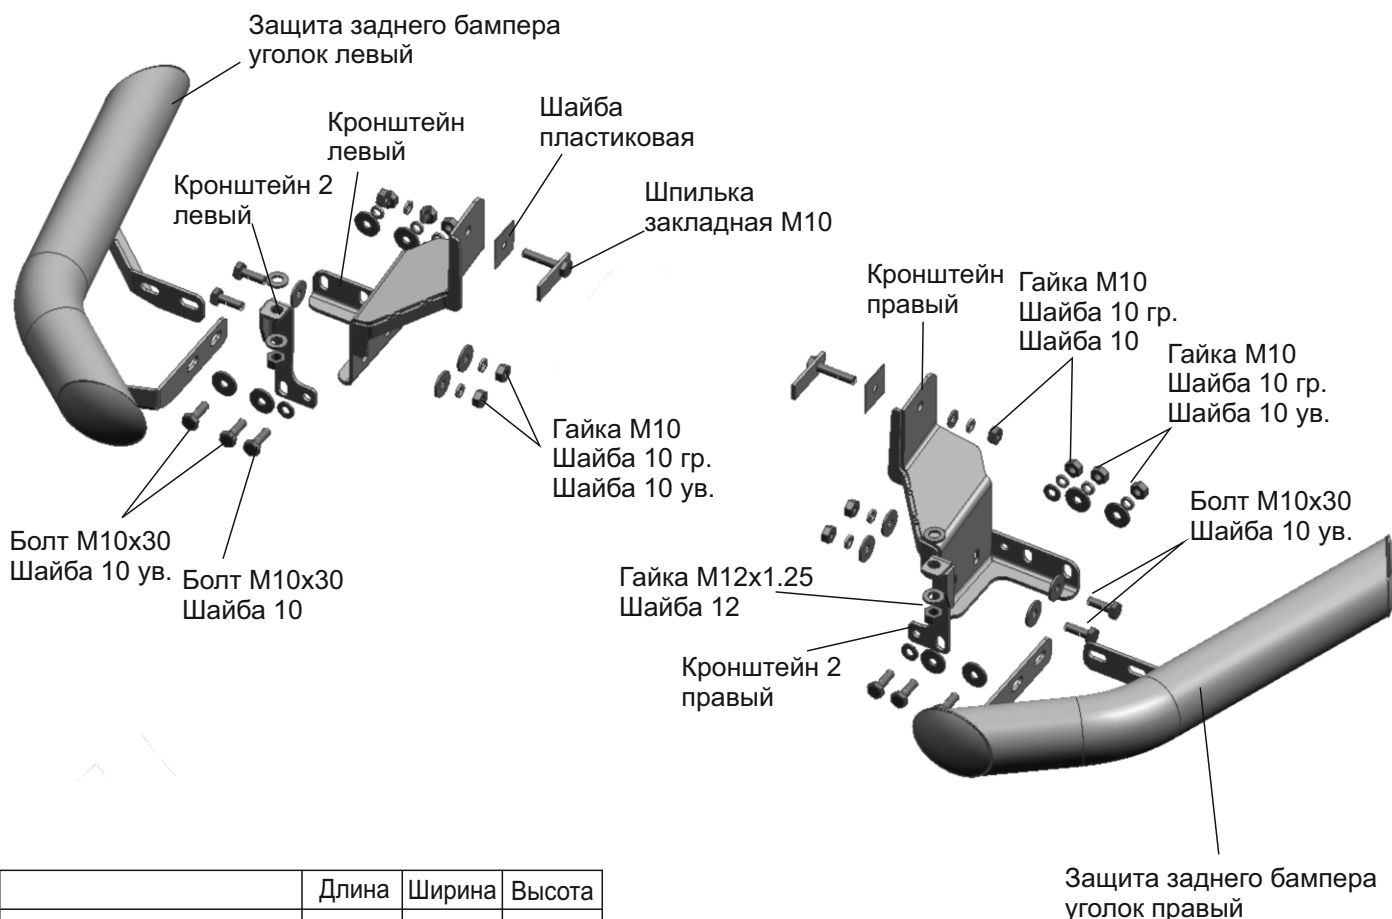 Защита заднего бампера
уголок левый
Кронштейн
левый
Шайба
пластиковая
Кронштейн 2
левый
Шпилька
закладная М10
Кронштейн
правый
Гайка М10
Шайба 10 гр.
Шайба 10
Гайка М10
Шайба 10 гр.
Шайба 10 ув.
Гайка М10
Шайба 10 гр.
Шайба 10 ув.
Болт М10х30
Шайба 10 ув.
Болт М10х30
Шайба 10
Болт М10х30
Шайба 10 ув.
Гайка М12х1.25
Шайба 12
Кронштейн 2
правый
Защита заднего бампера
уголок правый
Длина Ширина Высота